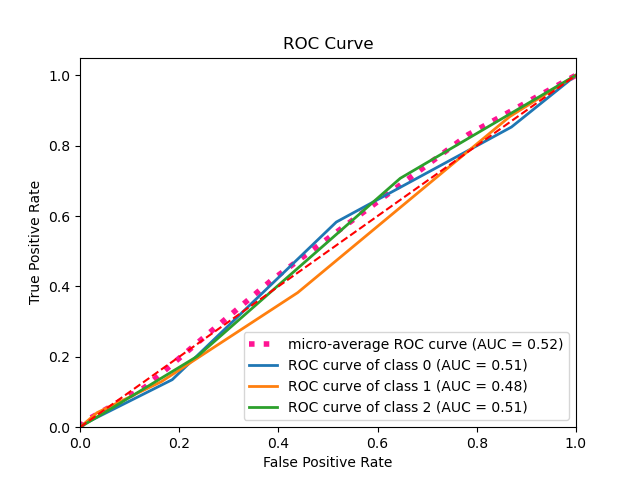 ROC Curve
True Positive Rate
1.0
0.8
0.6
0.4
0.2
0.0
micro-average ROC curve (AUC = 0.52)
ROC curve of class 0 (AUC = 0.51)
ROC curve of class 1 (AUC = 0.48)
ROC curve of class 2 (AUC = 0.51)
0.0 0.2 0.4 0.6 0.8 1.0
False Positive Rate